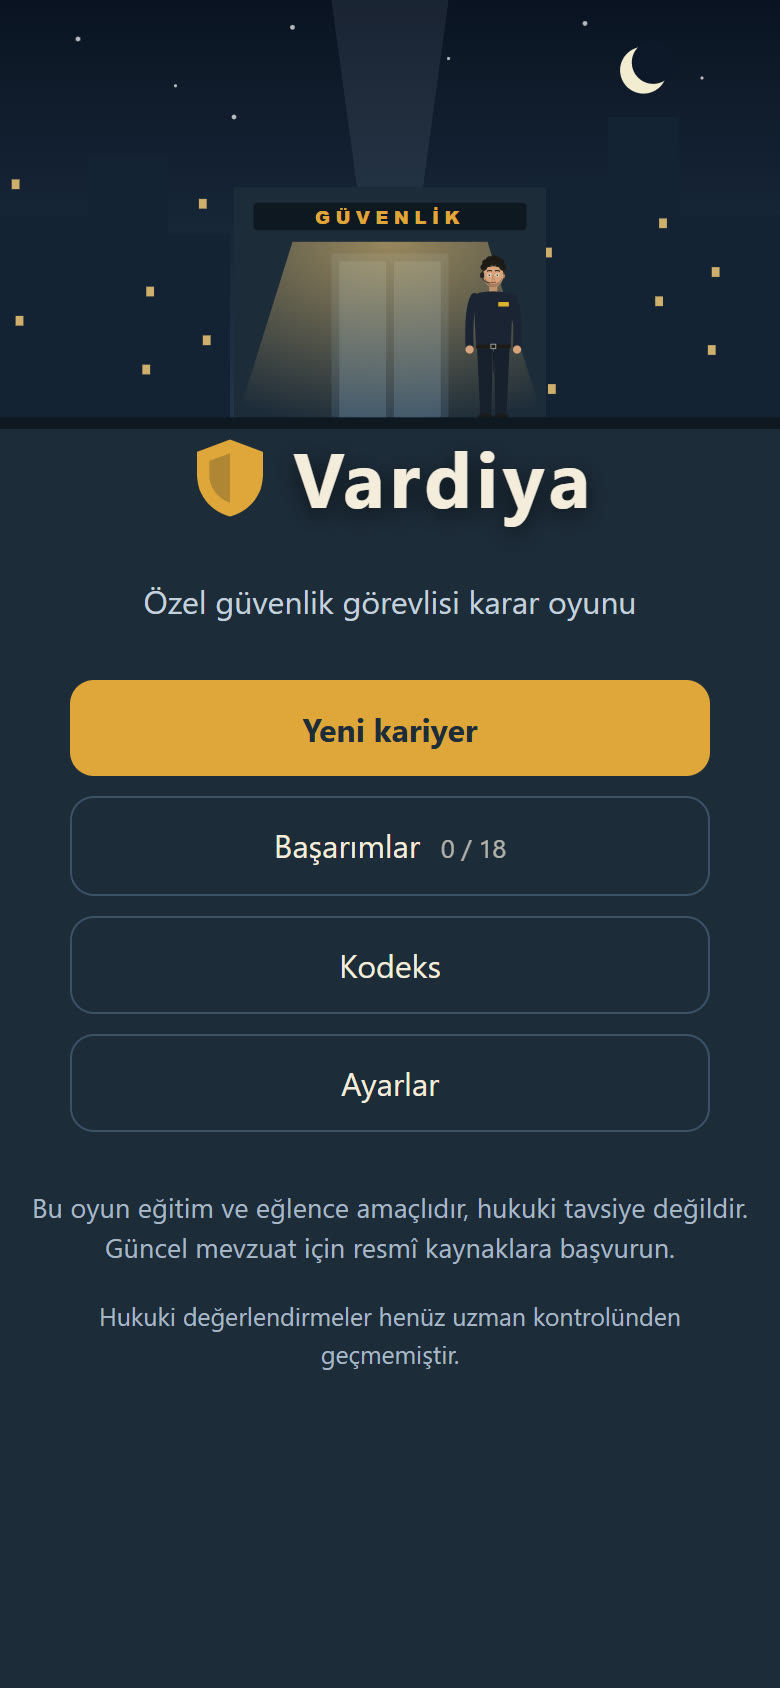 GÜVENLİK
Vardiya
Özel güvenlik görevlisi karar oyunu
Yeni kariyer
Başarımlar 0 / 18
Kodeks
Ayarlar
Bu oyun eğitim ve eğlence amaçlıdır, hukuki tavsiye değildir.
Güncel mevzuat için resmî kaynaklara başvurun.
Hukuki değerlendirmeler henüz uzman kontrolünden
geçmemiştir.